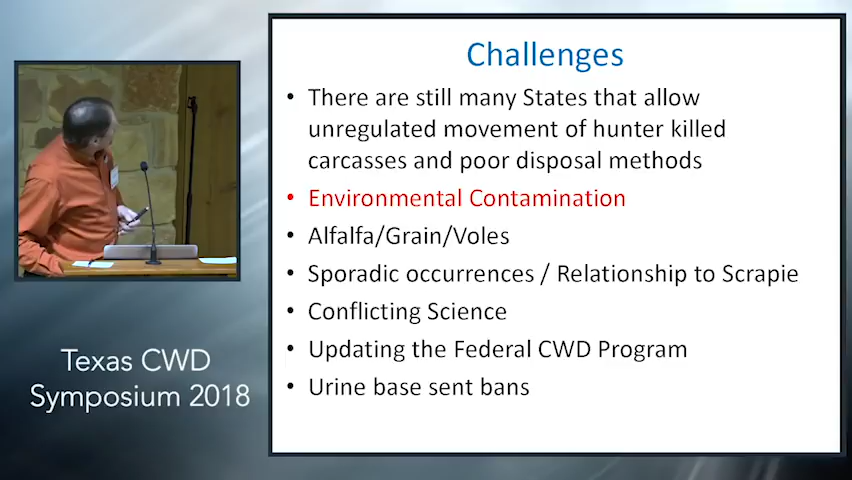 Challenges
• There are still many States that allow
unregulated movement of hunter killed
carcasses and poor disposal methods
• Environmental Contamination
• Alfalfa/Grain/Voles
• Sporadic occurrences / Relationship to Scrapie
• Conflicting Science
• Updating the Federal CWD Program
• Urine base sent bans
Texas CWD
Symposium 2018